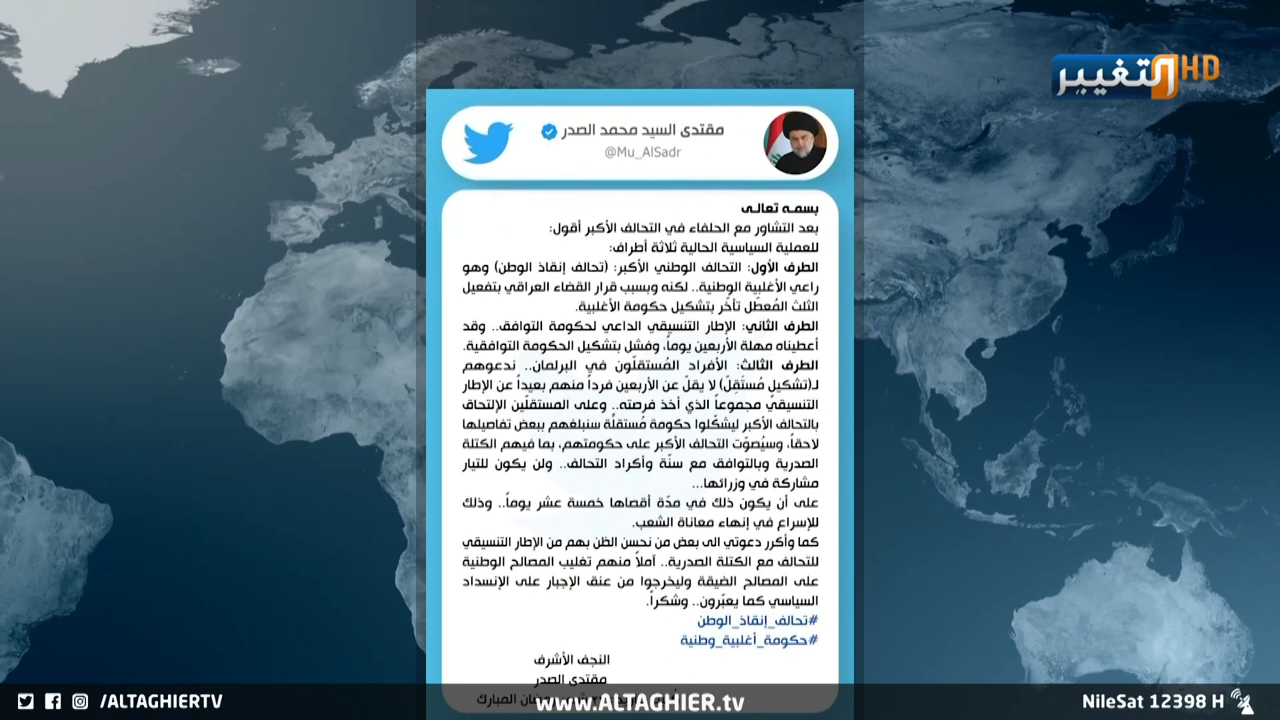 التغيير HD
مقتدى السيد محمد الصدر
@Mu_AlSadr
بسمـه تعالـى
بعد التشاور مع الحلفاء في التحالف الأكبر أقول:
للعملية السياسية الحالية ثلاثة أطراف:
الطرف الأول: التحالف الوطني الأكبر: (تحالف إنقاذ الوطن) وهو
راعي الأغلبية الوطنية.. لكنه وبسبب قرار القضاء العراقي بتفعيل
الثلث المُعطّل تأخّر بتشكيل حكومة الأغلبية.
الطرف الثاني: الإطار التنسيقي الداعي لحكومة التوافق.. وقد
أعطيناه مهلة الأربعين يوماً، وفشل بتشكيل الحكومة التوافقية.
الطرف الثالث: الأفراد المُستقلّون في البرلمان.. ندعوهم
لـ(تشكيل مُستَقِلّ) لا يقلّ عن الأربعين فرداً منهم بعيداً عن الإطار
التنسيقي مجموعاً الذي أخذ فرصته.. وعلى المستقلّين الإلتحاق
بالتحالف الأكبر ليشكّلوا حكومة مُستقلّة سنبلغهم ببعض تفاصيلها
لاحقاً، وسيُصوّت التحالف الأكبر على حكومتهم، بما فيهم الكتلة
الصدرية وبالتوافق مع سنّة وأكراد التحالف.. ولن يكون للتيار
مشاركة في وزرائها...
على أن يكون ذلك في مدّة أقصاها خمسة عشر يوماً.. وذلك
للإسراع في إنهاء معاناة الشعب.
كما وأكرر دعوتي الى بعض من نحسن الظن بهم من الإطار التنسيقي
للتحالف مع الكتلة الصدرية.. آملاً منهم تغليب المصالح الوطنية
على المصالح الضيقة وليخرجوا من عنق الإجبار على الإنسداد
السياسي كما يعبّرون.. وشكراً.
#تحالف_إنقاذ_الوطن
#حكومة_أغلبية_وطنية
النجف الأشرف
مقتدى الصدر
المبارك
/ALTAGHIERTV
www.ALTAGHIER.tv
NileSat 12398 H